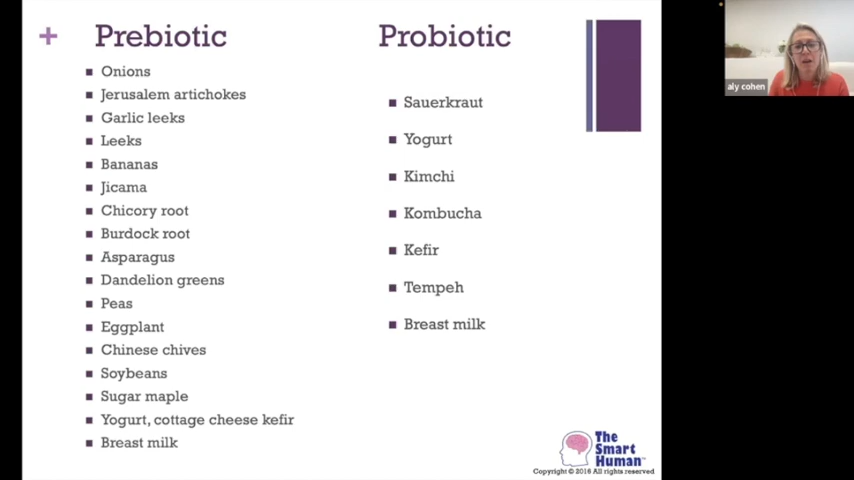 + Prebiotic
Onions
Jerusalem artichokes
Garlic leeks
Leeks
Bananas
Jicama
Chicory root
Burdock root
Asparagus
Dandelion greens
Peas
Eggplant
Chinese chives
Soybeans
Sugar maple
Yogurt, cottage cheese kefir
Breast milk
Probiotic
Sauerkraut
Yogurt
Kimchi
Kombucha
Kefir
Tempeh
Breast milk
The
Smart
Human™
Copyright © 2016 All rights reserved
aly cohen